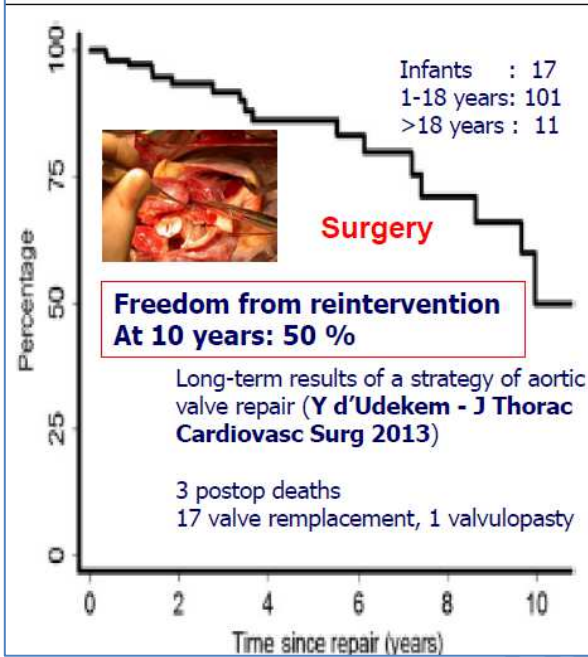 100
75
50
25
0
Percentage
Infants : 17
1-18 years: 101
>18 years : 11
Surgery
Freedom from reintervention
At 10 years: 50 %
Long-term results of a strategy of aortic
valve repair (Y d'Udekem - J Thorac
Cardiovasc Surg 2013)
3 postop deaths
17 valve remplacement, 1 valvulopasty
0 2 4 6 8 10
Time since repair (years)